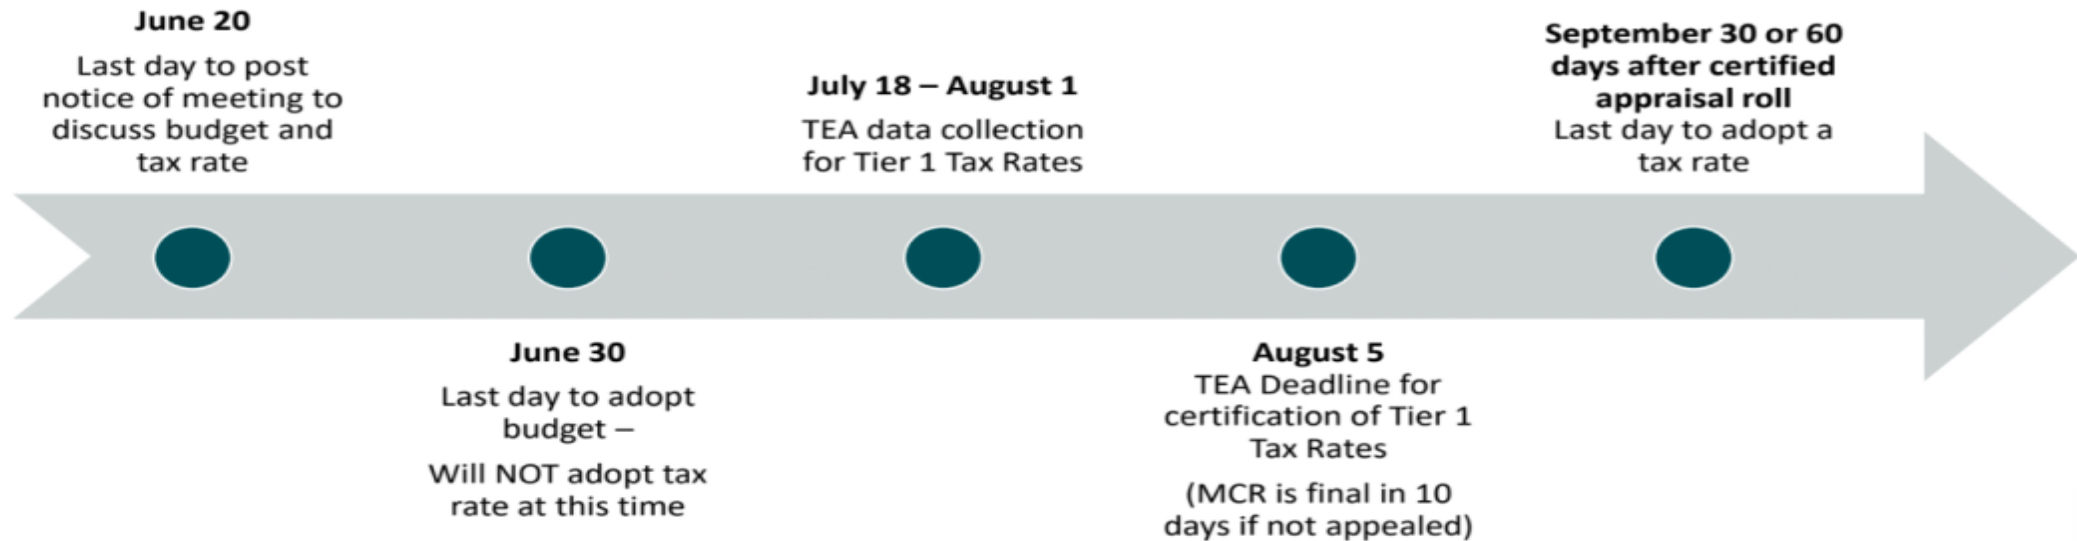 June 20
Last day to post
notice of meeting to
discuss budget and
tax rate
June 30
Last day to adopt
budget –
Will NOT adopt tax
rate at this time
July 18 – August 1
TEA data collection
for Tier 1 Tax Rates
August 5
TEA Deadline for
certification of Tier 1
Tax Rates
(MCR is final in 10
days if not appealed)
September 30 or 60
days after certified
appraisal roll
Last day to adopt a
tax rate